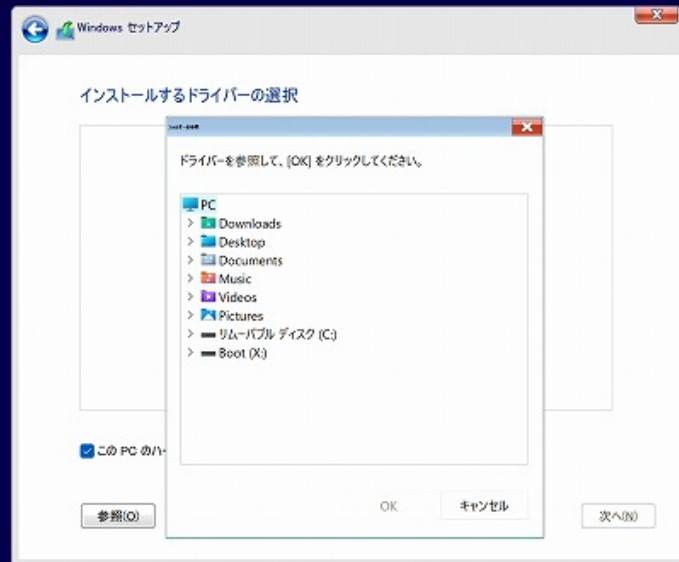 Windows セットアップ
インストールするドライバーの選択
ドライバーを参照して、[OK] をクリックしてください。
PC
Downloads
Desktop
Documents
Music
Videos
Pictures
リムーバブル ディスク (C:)
Boot (X:)
この PC のハー
OK
キャンセル
参照(O)
次へ(N)